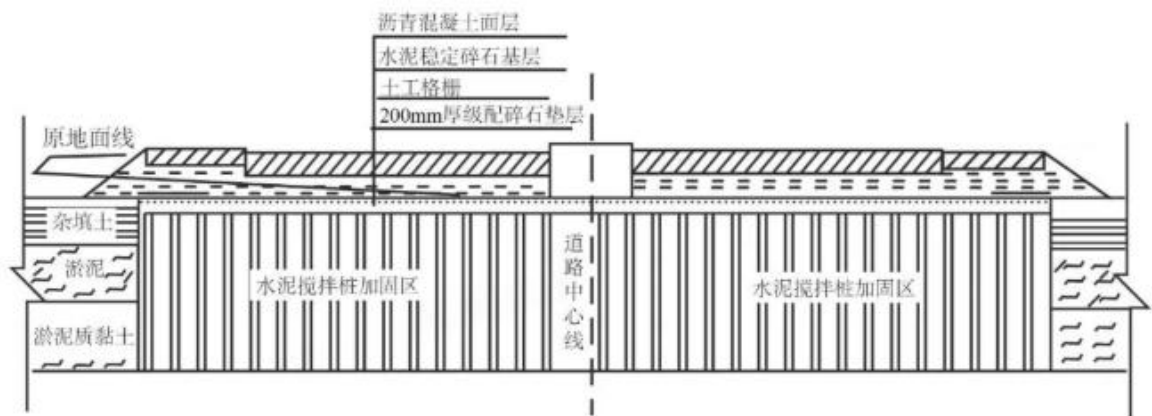 沥青混凝土面层
水泥稳定碎石基层
土工格栅
200mm厚级配碎石垫层
原地面线
杂填土
淤泥
淤泥质黏土
水泥搅拌桩加固区
道路中心线
水泥搅拌桩加固区